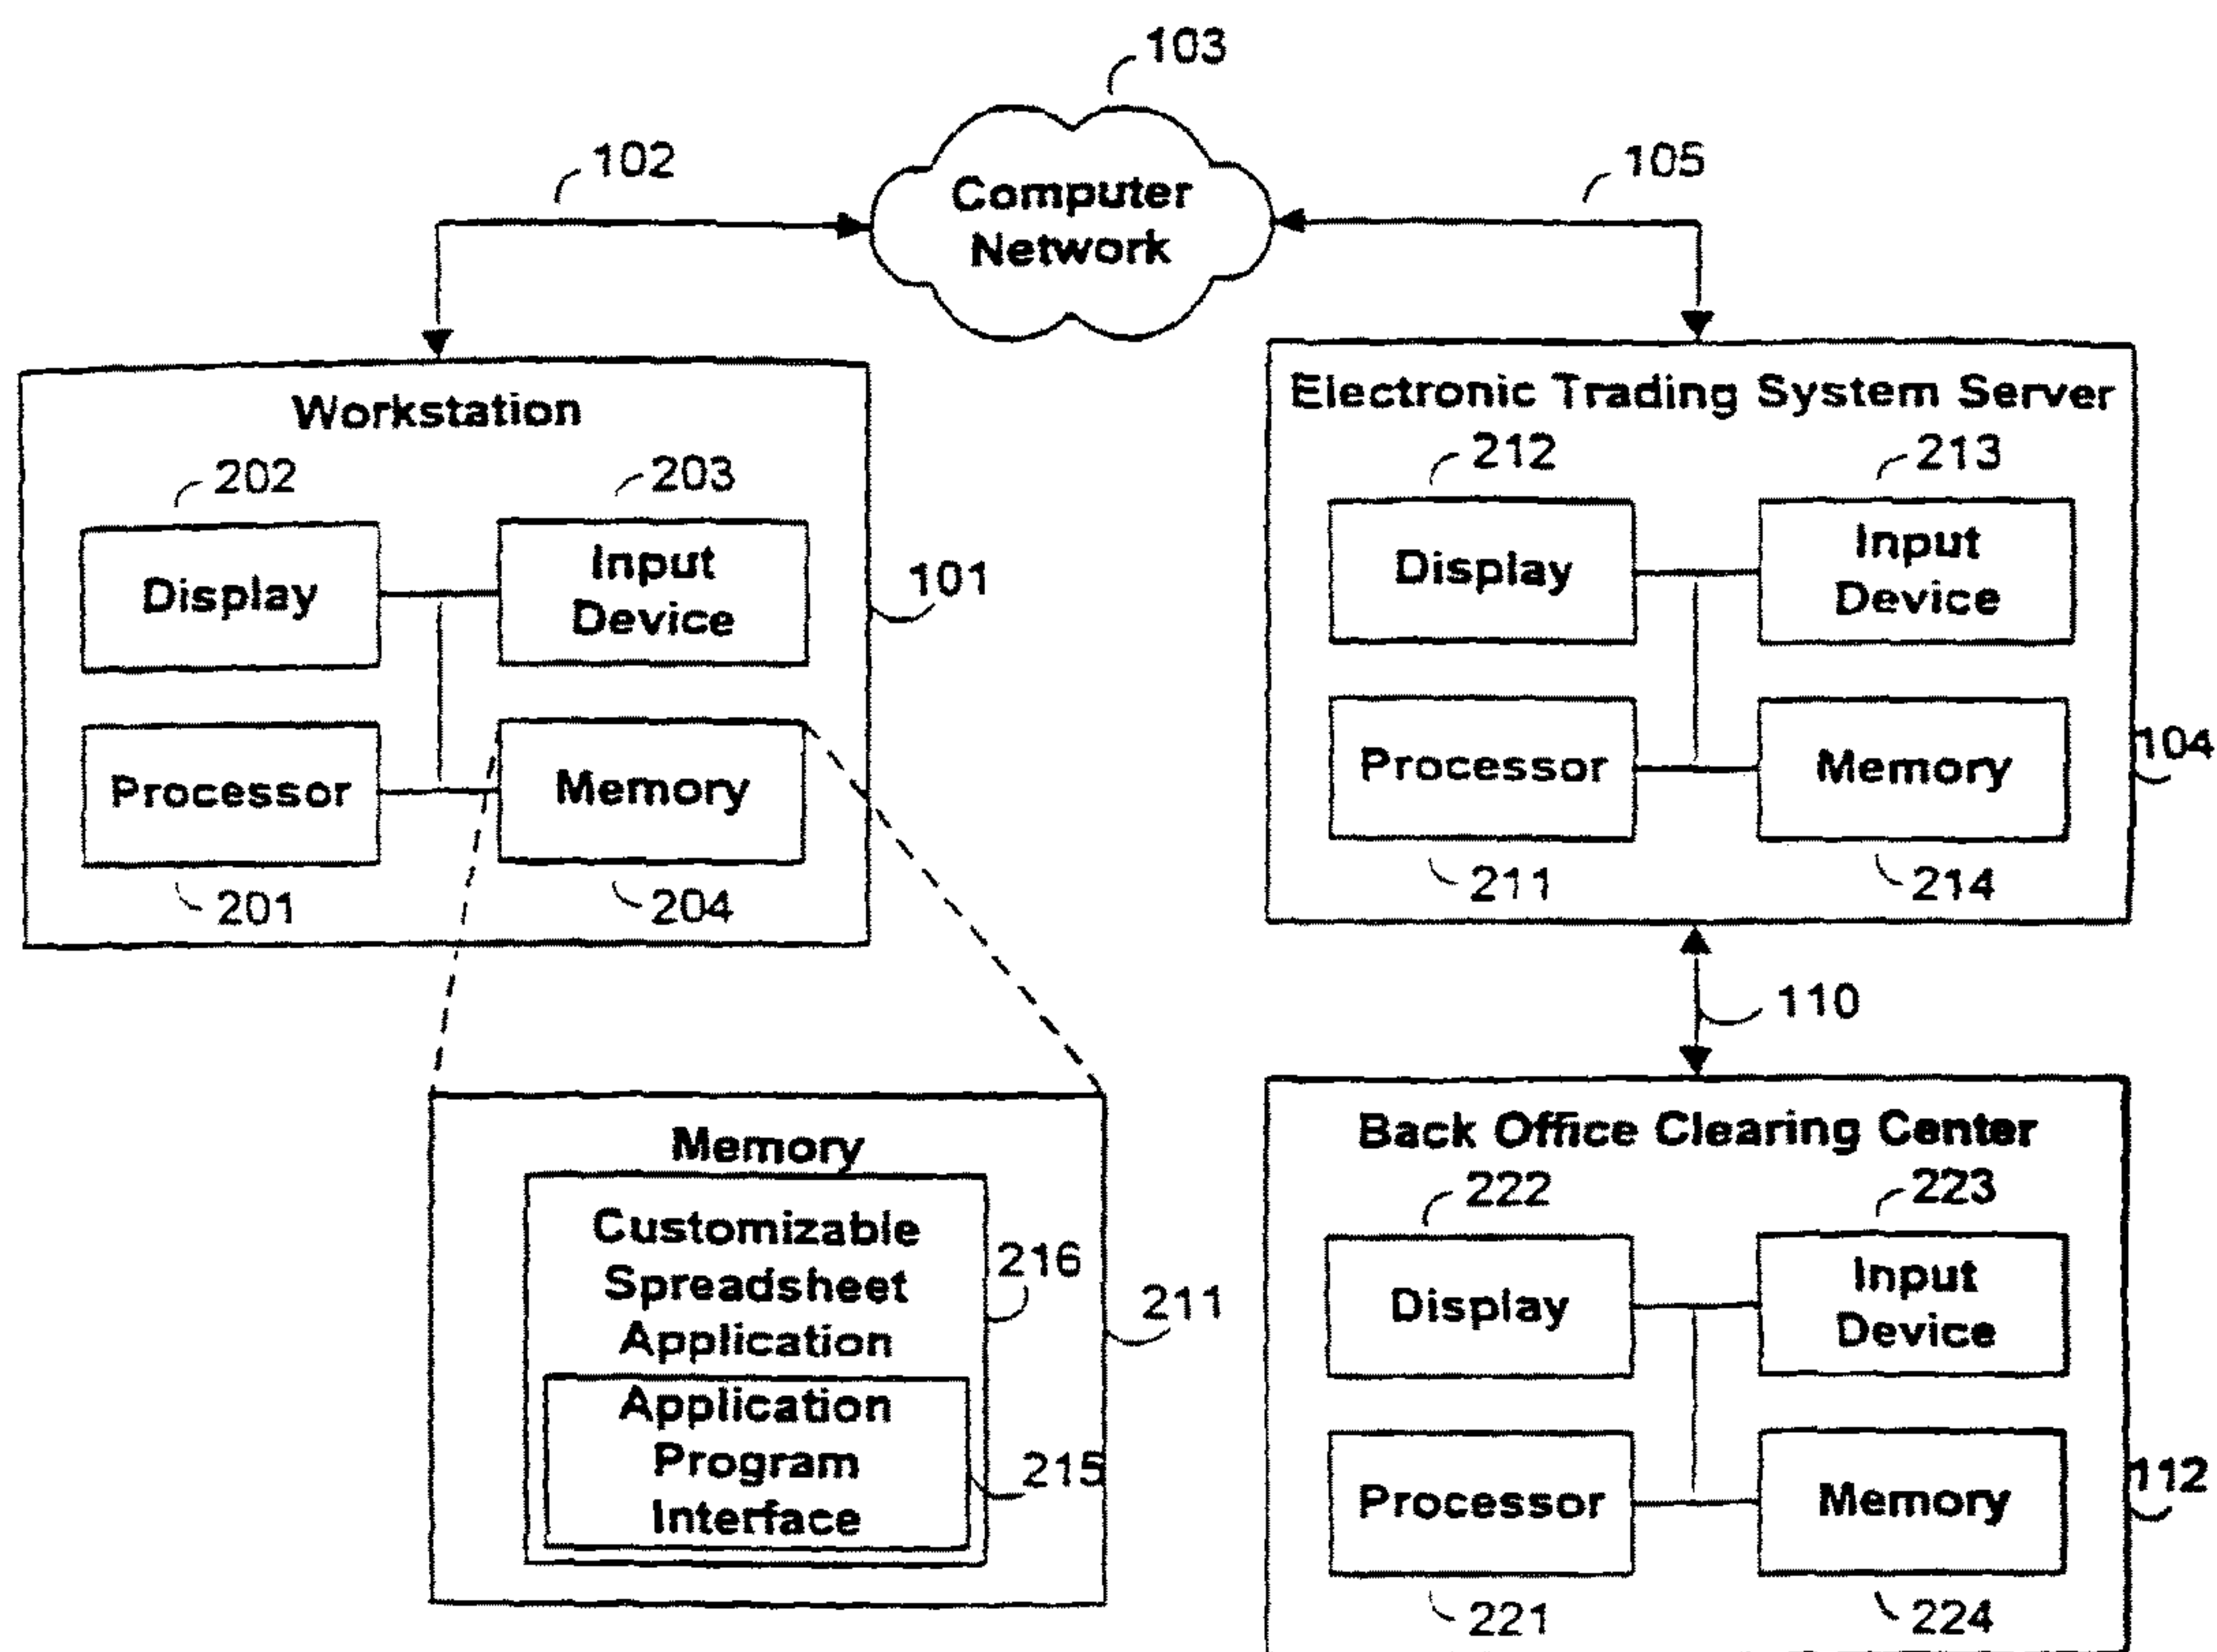 103
102
Computer
Network
105
Workstation
202
203
Display
Input
Device
101
Processor
Memory
201
204
Electronic Trading System Server
212
213
Display
Input
Device
Processor
Memory
104
211
214
110
Memory
Customizable
Spreadsheet
Application
216
211
Application
Program
Interface
215
Back Office Clearing Center
222
223
Display
Input
Device
Processor
Memory
112
221
224